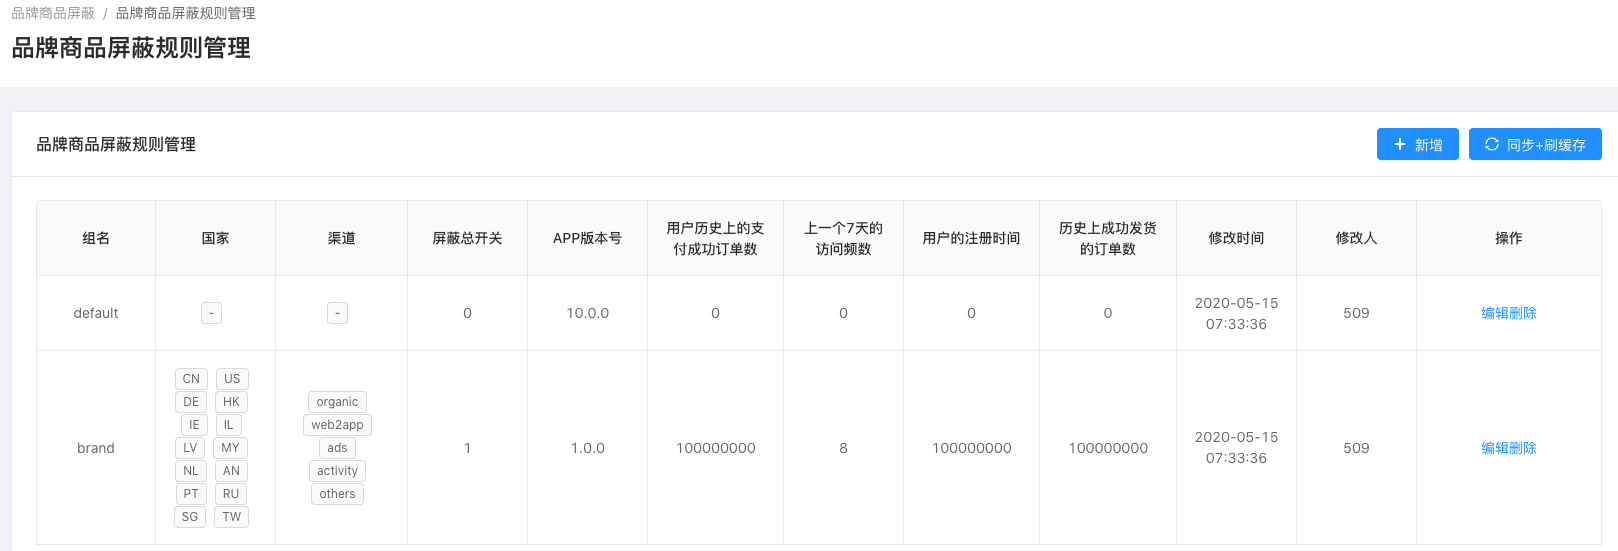 品牌商品屏蔽 / 品牌商品屏蔽规则管理
品牌商品屏蔽规则管理
品牌商品屏蔽规则管理
新增
同步+刷缓存
组名
国家
渠道
屏蔽总开关
APP版本号
用户历史上的支
付成功订单数
上一个7天的
访问频数
用户的注册时间
历史上成功发货
的订单数
修改时间
修改人
操作
default
-
-
0
10.0.0
0
0
0
0
2020-05-15
07:33:36
509
编辑删除
brand
CN US
DE HK
IE IL
LV MY
NL AN
PT RU
SG TW
organic
web2app
ads
activity
others
1
1.0.0
100000000
8
100000000
100000000
2020-05-15
07:33:36
509
编辑删除